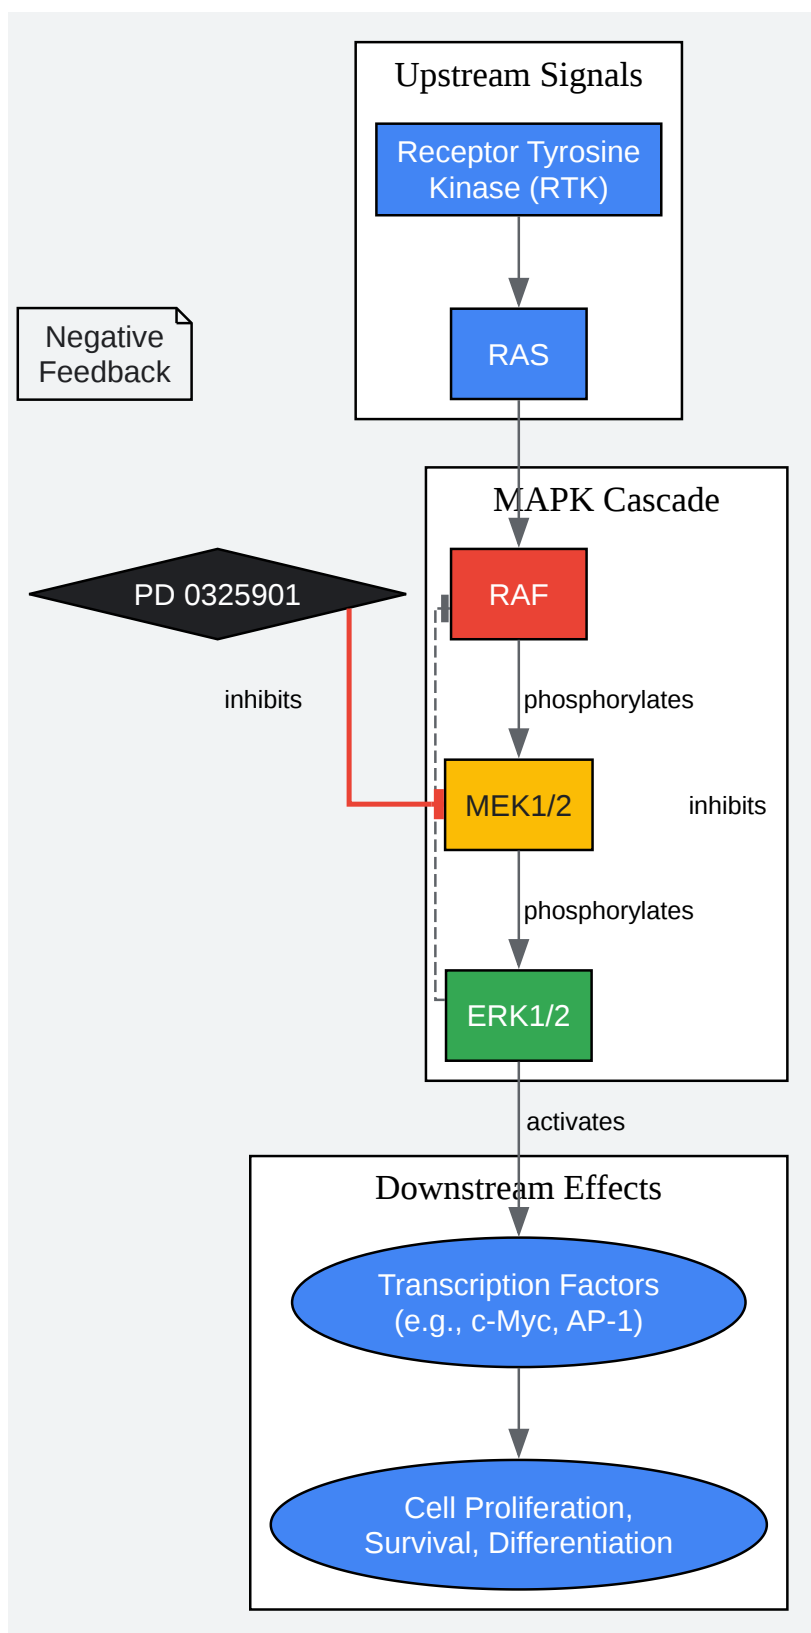 Upstream Signals
Receptor Tyrosine
Kinase (RTK)
Negative
Feedback
RAS
MAPK Cascade
PD 0325901
RAF
inhibits
phosphorylates
MEK1/2
inhibits
phosphorylates
ERK1/2
activates
Downstream Effects
Transcription Factors
(e.g., c-Myc, AP-1)
Cell Proliferation,
Survival, Differentiation